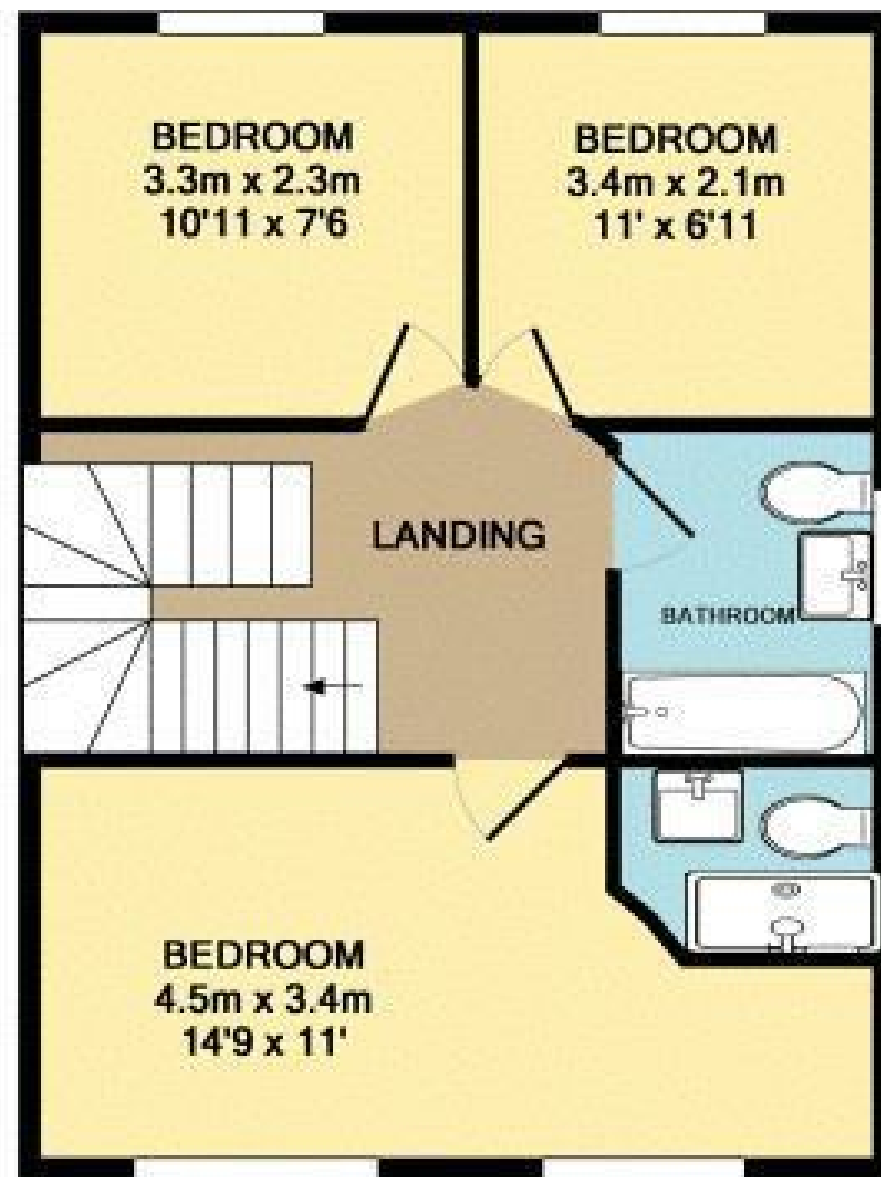 BEDROOM
3.3m x 2.3m
10'11 x 7'6
BEDROOM
3.4m x 2.1m
11' x 6'11
LANDING
BATHROOM
BEDROOM
4.5m x 3.4m
14'9 x 11'